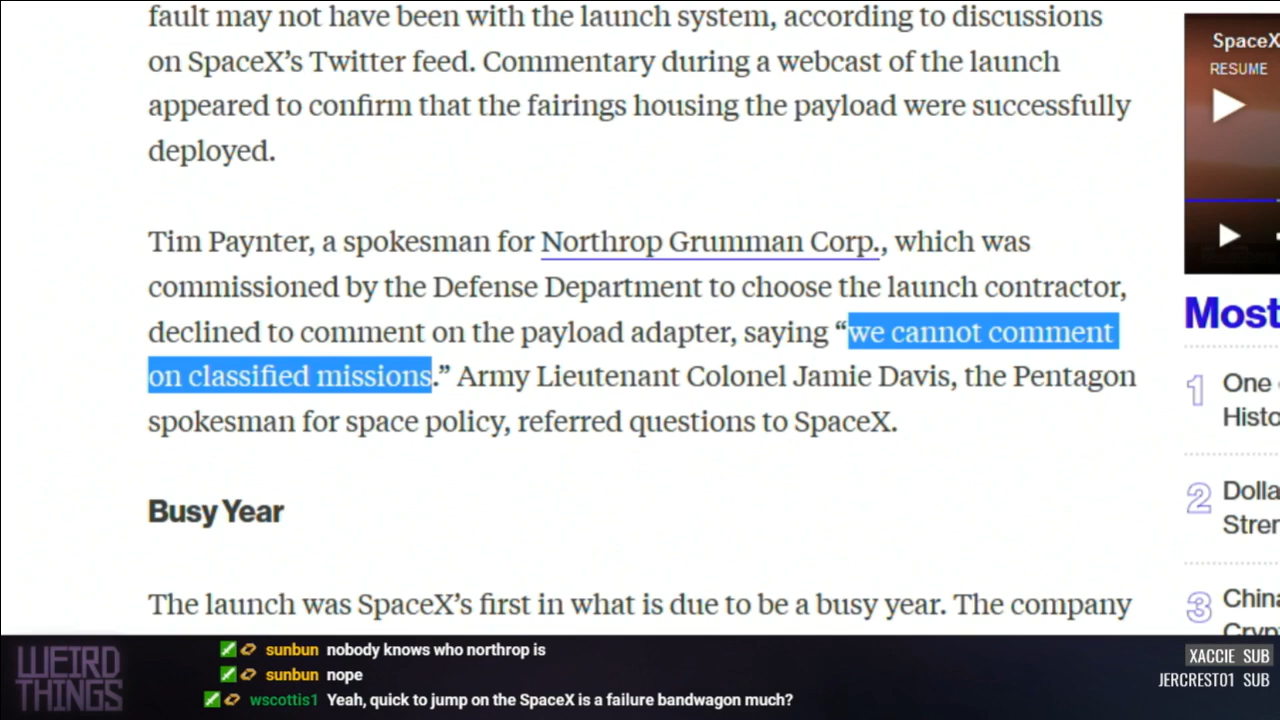 fault may not have been with the launch system, according to discussions
on SpaceX’s Twitter feed. Commentary during a webcast of the launch
appeared to confirm that the fairings housing the payload were successfully
deployed.
Tim Paynter, a spokesman for Northrop Grumman Corp., which was
commissioned by the Defense Department to choose the launch contractor,
declined to comment on the payload adapter, saying “we cannot comment
on classified missions.” Army Lieutenant Colonel Jamie Davis, the Pentagon
spokesman for space policy, referred questions to SpaceX.
Busy Year
The launch was SpaceX’s first in what is due to be a busy year. The company
SpaceX
RESUME
Most
1 One
Histo
2 Dolla
Stren
3 China
Crypt
WEIRD
THINGS
sunbun nobody knows who northrop is
sunbun nope
wscottis1 Yeah, quick to jump on the SpaceX is a failure bandwagon much?
XACCIE SUB
JERCREST01 SUB